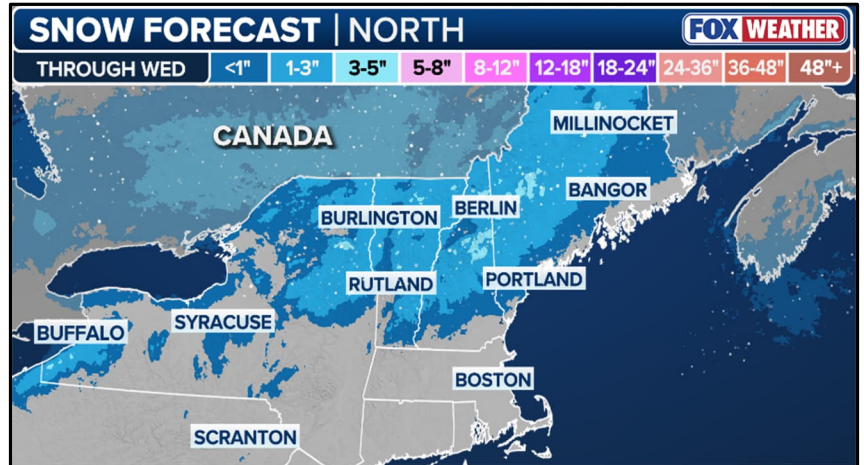 SNOW FORECAST | NORTH
FOX WEATHER
THROUGH WED <1" 1-3" 3-5" 5-8" 8-12" 12-18" 18-24" 24-36" 36-48" 48"+
MILLINOCKET
CANADA
BANGOR
BURLINGTON
BERLIN
RUTLAND
PORTLAND
SYRACUSE
BUFFALO
BOSTON
SCRANTON